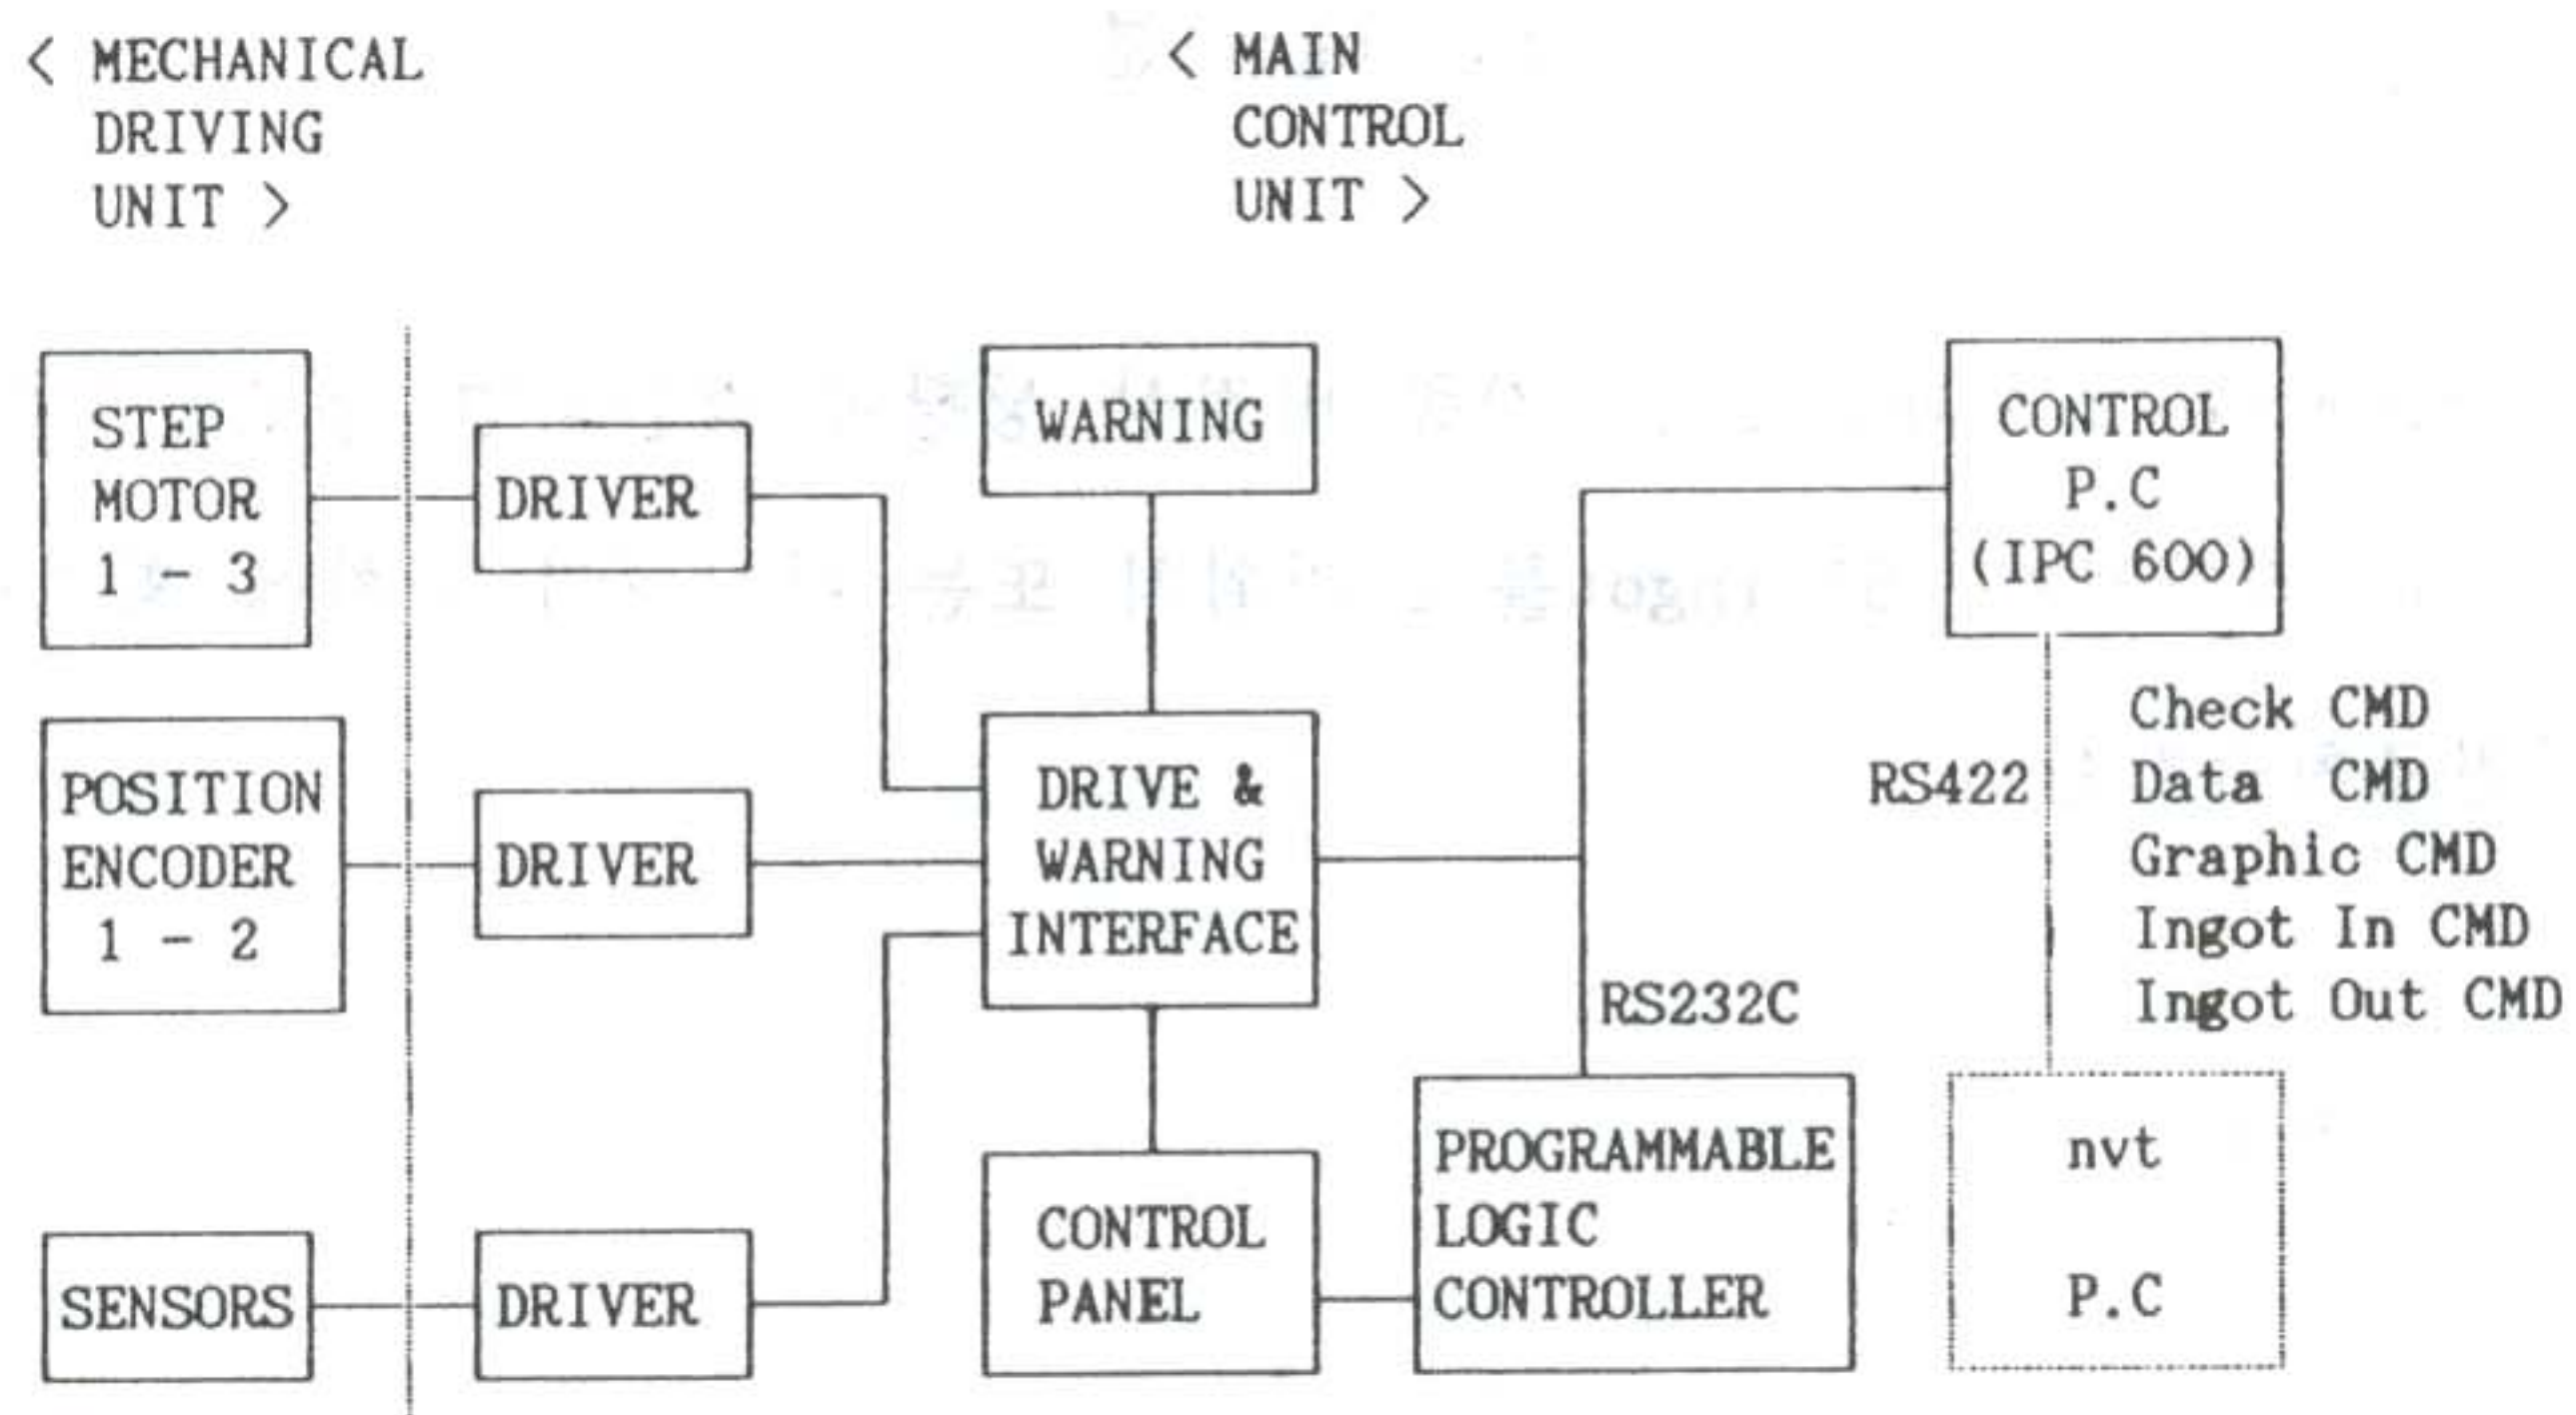 < MECHANICAL
DRIVING
UNIT >
< MAIN
CONTROL
UNIT >
STEP
MOTOR
1 - 3
DRIVER
WARNING
CONTROL
P.C
(IPC 600)
POSITION
ENCODER
1 - 2
DRIVER
DRIVE &
WARNING
INTERFACE
RS422
Check CMD
Data CMD
Graphic CMD
Ingot In CMD
Ingot Out CMD
RS232C
SENSORS
DRIVER
CONTROL
PANEL
PROGRAMMABLE
LOGIC
CONTROLLER
nvt
P.C